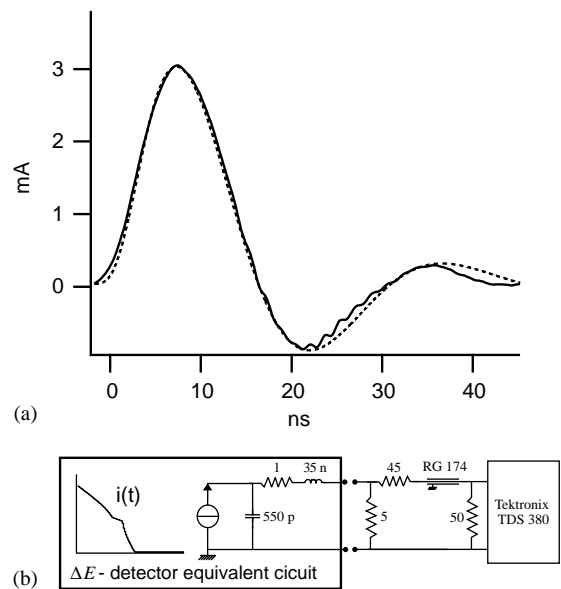 3
2
1
0
mA
0
10
20
30
40
ns
(a)
i(t)
1
35 n
550 p
45
RG 174
5
50
Tektronix
TDS 380
ΔE - detector equivalent cicuit
(b)